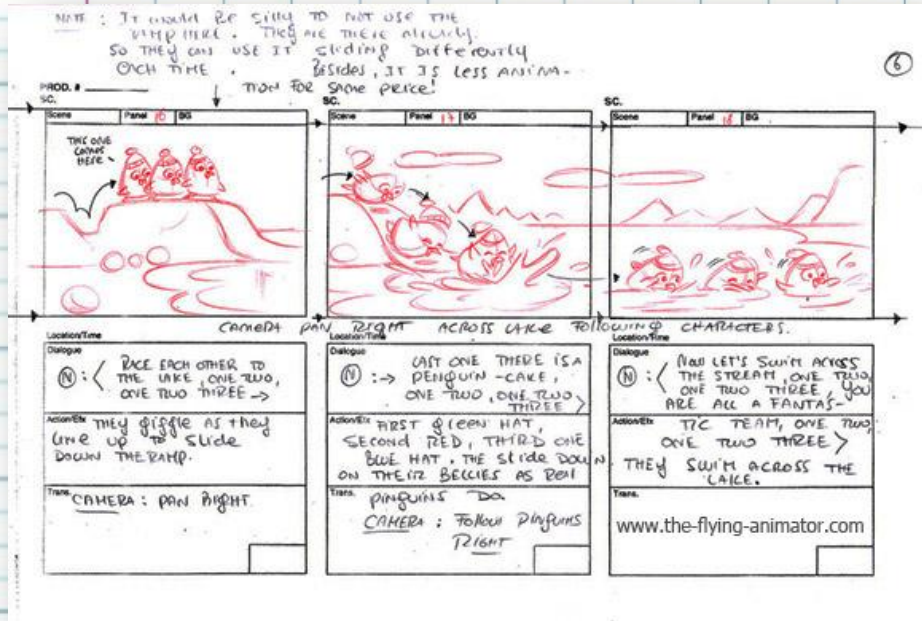 NOTE : IT WOULD BE SILLY TO NOT USE THE
RAMP HERE . THEY ARE THERE ALREADY.
SO THEY CAN USE IT SLIDING DIFFERENTLY
EACH TIME . BESIDES, IT IS LESS ANIMA-
TION FOR SAME PRICE!
6
PROD. #
SC.
Scene Panel 16 BG
THIS ONE
COMES
HERE
Location/Time
Dialogue
N : < RACE EACH OTHER TO
THE LAKE , ONE TWO,
ONE TWO THREE →
Action/Efx THEY GIGGLE AS THEY
LINE UP TO SLIDE
DOWN THE RAMP.
Trans. CAMERA : PAN RIGHT
SC.
Scene Panel 17 BG
CAMERA PAN RIGHT ACROSS LAKE FOLLOWING CHARACTERS.
Location/Time
Dialogue
N : → LAST ONE THERE IS A
PENGUIN - CAKE,
ONE TWO , ONE TWO
THREE >
Action/Efx FIRST GREEN HAT,
SECOND RED, THIRD ONE
BLUE HAT. THE SLIDE DOWN
ON THEIR BELLIES AS REAL
Trans. PINGUINS DO.
CAMERA : FOLLOW PINGUINS
RIGHT
SC.
Scene Panel 18 BG
Location/Time
Dialogue
N : < NOW LET'S SWIM ACROSS
THE STREAM, ONE TWO,
ONE TWO THREE, YOU
ARE ALL A FANTAS-
Action/Efx TIC TEAM, ONE TWO,
ONE TWO THREE >
THEY SWIM ACROSS THE
LAKE.
Trans.
www.the-flying-animator.com